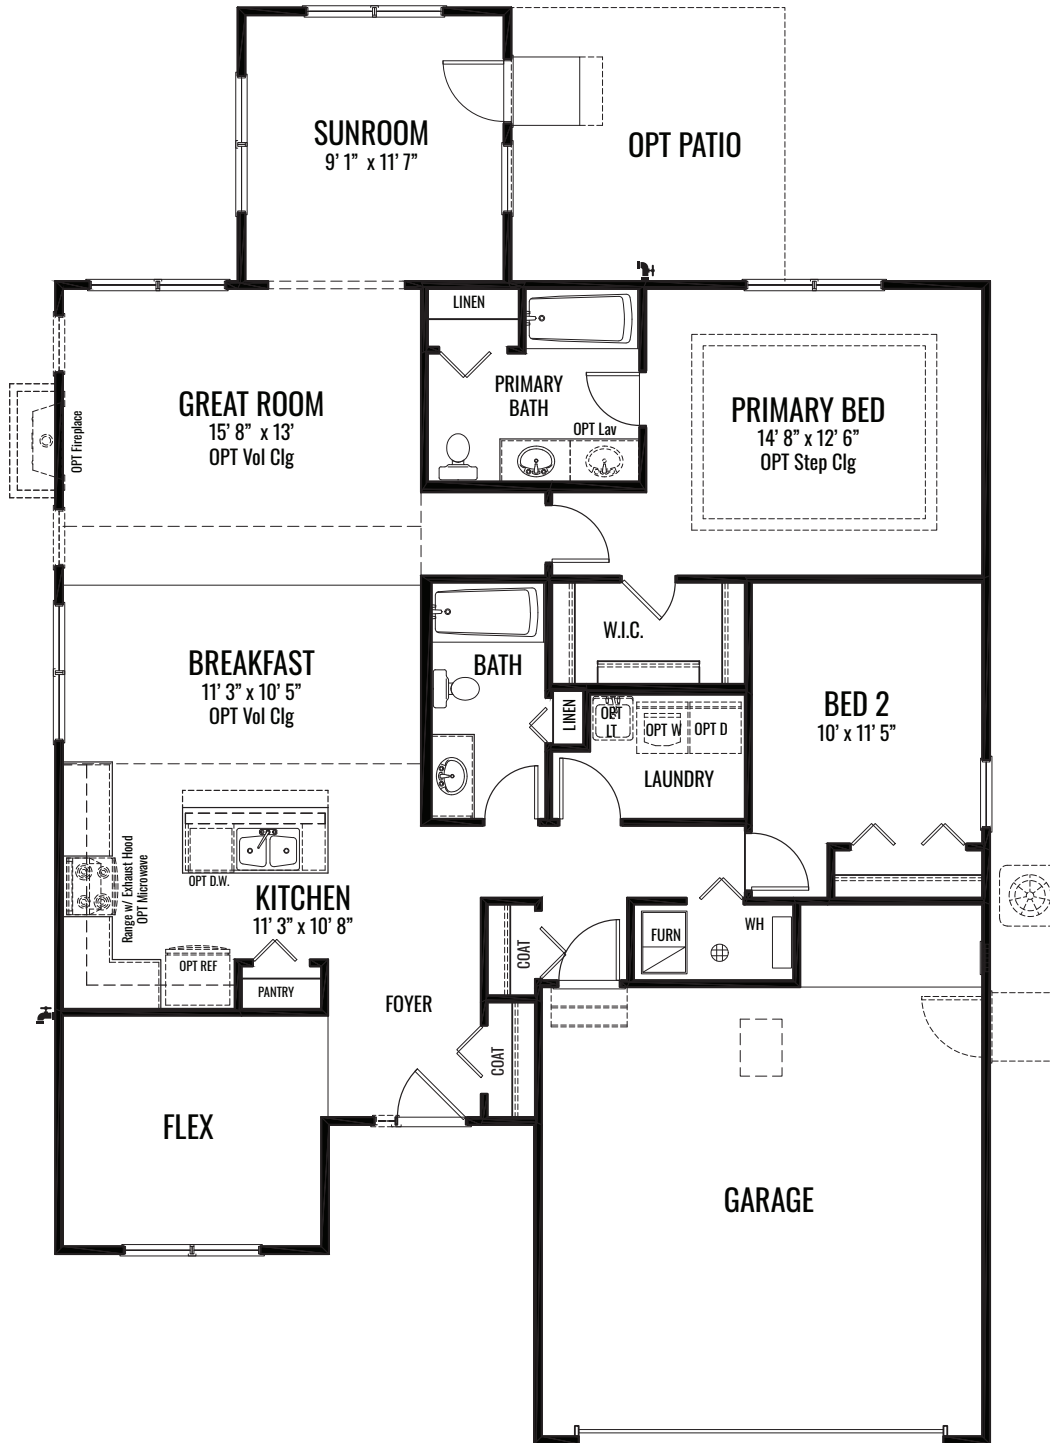 SUNROOM
9’ 1” x 11’ 7”
OPT PATIO
LINEN
PRIMARY
BATH
OPT Lav
GREAT ROOM
15’ 8” x 13’
OPT Vol Clg
OPT Fireplace
PRIMARY BED
14’ 8” x 12’ 6”
OPT Step Clg
BREAKFAST
11’ 3” x 10’ 5”
OPT Vol Clg
BATH
W.I.C.
LINEN
OPT
LT
OPT W
OPT D
LAUNDRY
BED 2
10’ x 11’ 5”
Range w/ Exhaust Hood
OPT Microwave
OPT D.W.
KITCHEN
11’ 3” x 10’ 8”
OPT REF
PANTRY
COAT
FURN
WH
FOYER
COAT
FLEX
GARAGE